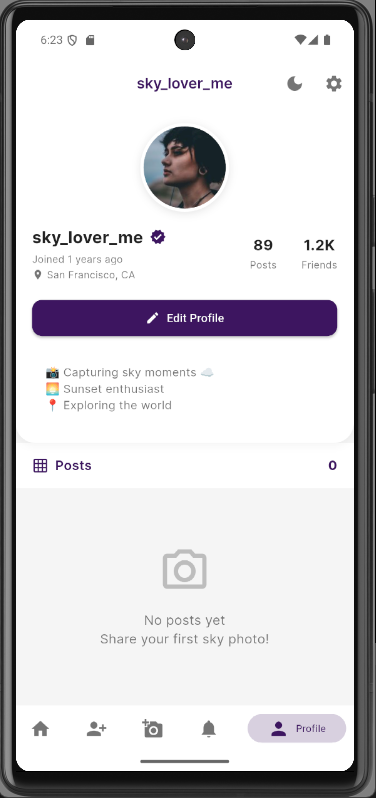 6:23
sky_lover_me
sky_lover_me
89
1.2K
Joined 1 years ago
Posts
Friends
San Francisco, CA
Edit Profile
📸 Capturing sky moments ☁️
🌅 Sunset enthusiast
📍 Exploring the world
Posts
0
No posts yet
Share your first sky photo!
Profile